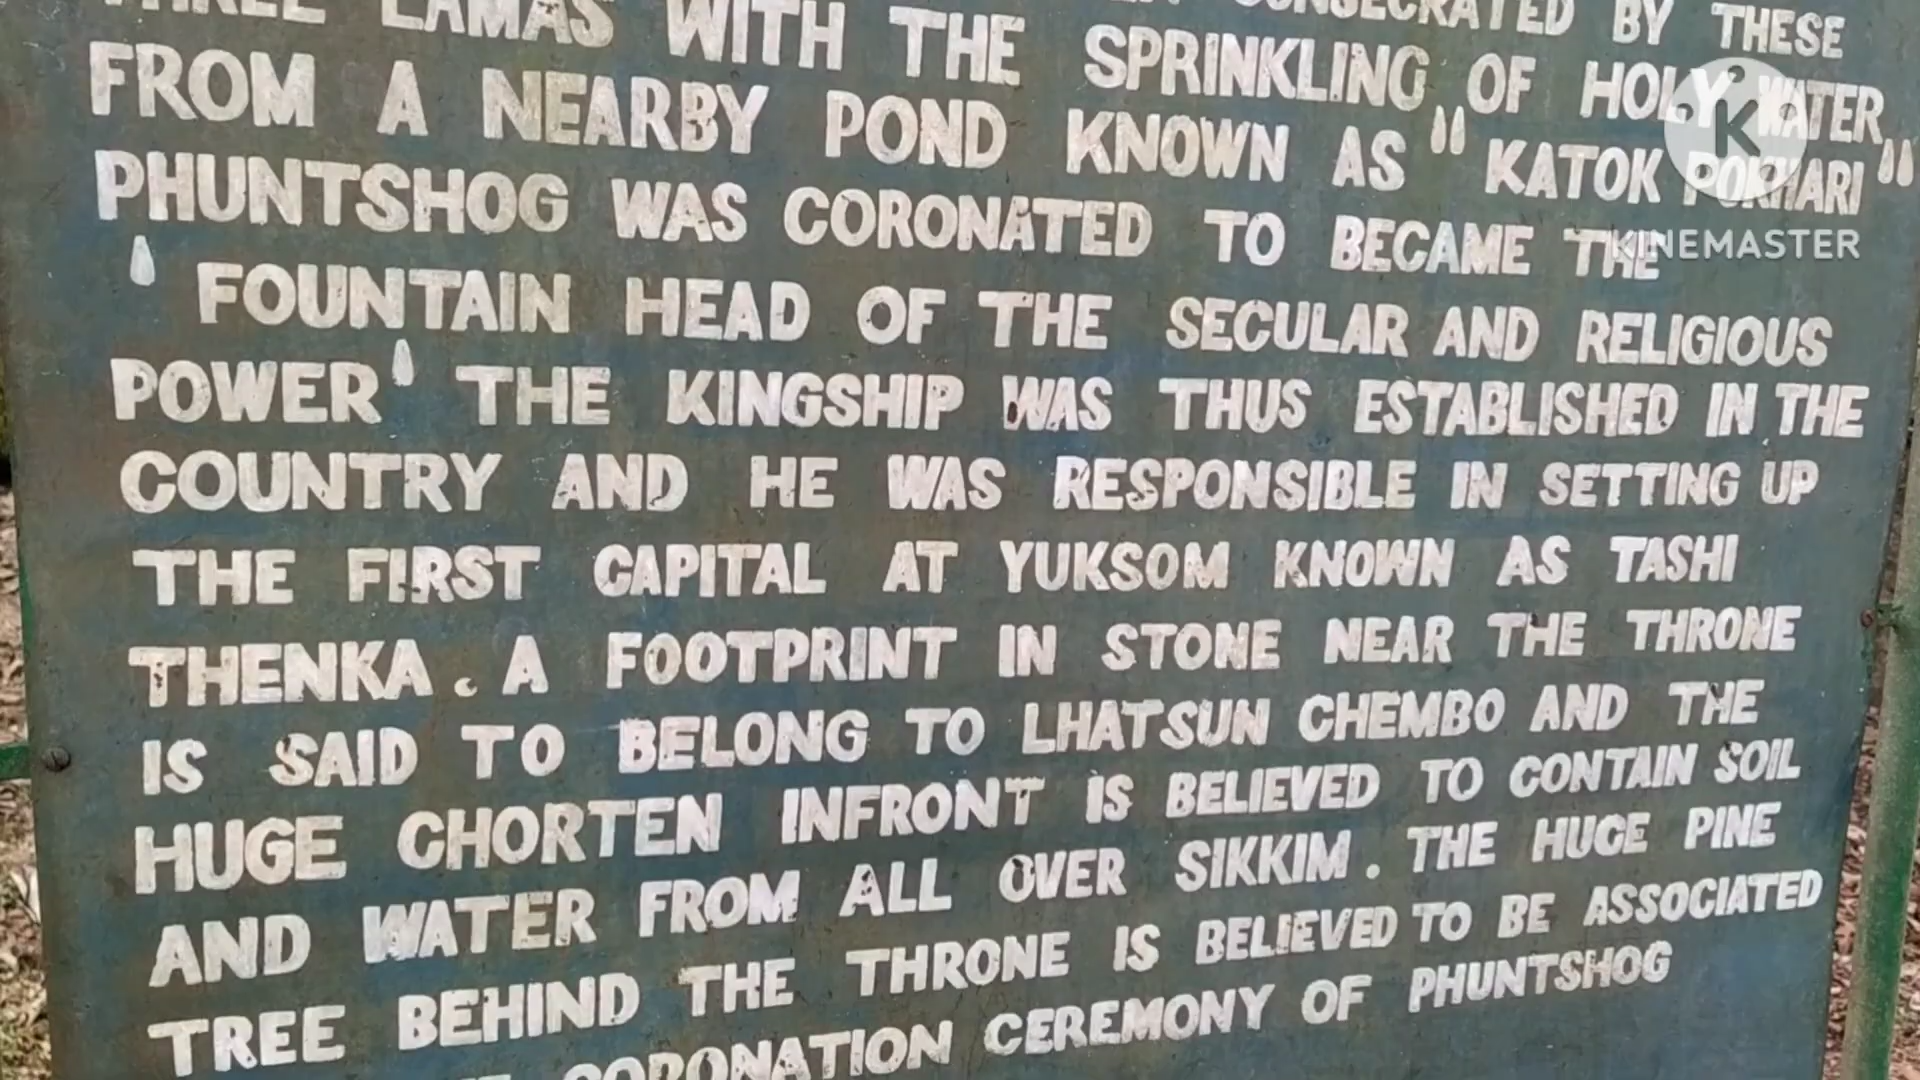 THREE LAMAS WITH THE CONSECRATED BY THESE
SPRINKLING OF HOLY WATER
FROM A NEARBY POND KNOWN AS "KATOK POKHARI"
PHUNTSHOG WAS CORONATED TO BECAME THE
' FOUNTAIN HEAD OF THE SECULAR AND RELIGIOUS
POWER' THE KINGSHIP WAS THUS ESTABLISHED IN THE
COUNTRY AND HE WAS RESPONSIBLE IN SETTING UP
THE FIRST CAPITAL AT YUKSOM KNOWN AS TASHI
THENKA. A FOOTPRINT IN STONE NEAR THE THRONE
IS SAID TO BELONG TO LHATSUN CHEMBO AND THE
HUGE CHORTEN INFRONT IS BELIEVED TO CONTAIN SOIL
AND WATER FROM ALL OVER SIKKIM. THE HUGE PINE
TREE BEHIND THE THRONE IS BELIEVED TO BE ASSOCIATED
CORONATION CEREMONY OF PHUNTSHOG
K
KINEMASTER